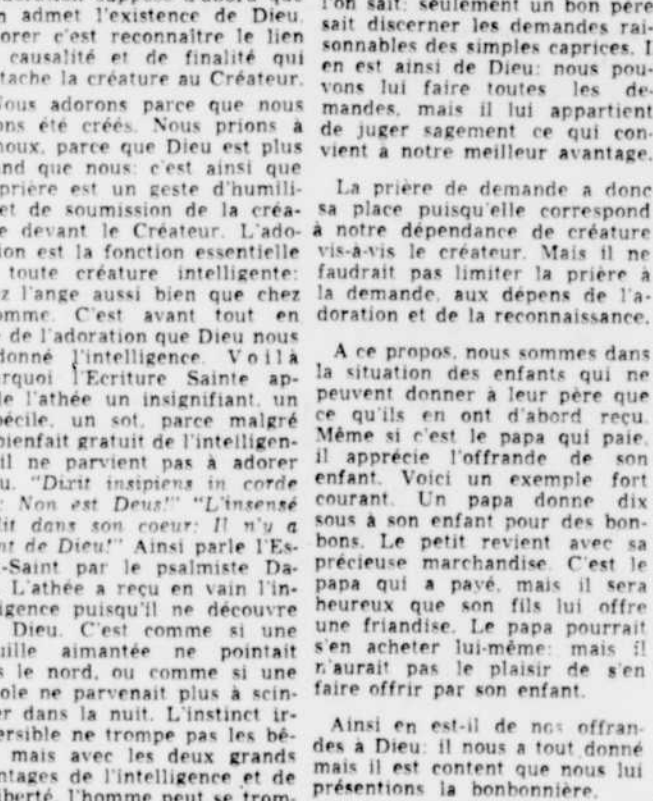 n admet l'existence de Dieu.
orer c'est reconnaître le lien
causalité et de finalité qui
tache la créature au Créateur.
ous adorons parce que nous
ons été créés. Nous prions à
noux, parce que Dieu est plus
and que nous: c'est ainsi que
prière est un geste d'humili-
et de soumission de la créa-
e devant le Créateur. L'ado-
ion est la fonction essentielle
toute créature intelligente:
z l'ange aussi bien que chez
omme. C'est avant tout en
e de l'adoration que Dieu nous
donné l'intelligence. Voilà
urquoi l'Ecriture Sainte ap-
le l'athée un insignifiant, un
bécile, un sot, parce malgré
bienfait gratuit de l'intelligen-
il ne parvient pas à adorer
u. "Dixit insipiens in corde
: Non est Deus!" "L'insensé
dit dans son coeur: Il n'y a
nt de Dieu!" Ainsi parle l'Es-
-Saint par le psalmiste Da-
L'athée a reçu en vain l'in-
igence puisqu'il ne découvre
Dieu. C'est comme si une
uille aimantée ne pointait
s le nord, ou comme si une
ole ne parvenait plus à scin-
er dans la nuit. L'instinct ir-
ersible ne trompe pas les bê-
mais avec les deux grands
ntages de l'intelligence et de
liberté, l'homme peut se trom-
l'on sait: seulement un bon père
sait discerner les demandes rai-
sonnables des simples caprices. I
en est ainsi de Dieu: nous pou-
vons lui faire toutes les de-
mandes, mais il lui appartient
de juger sagement ce qui con-
vient à notre meilleur avantage.
La prière de demande a donc
sa place puisqu'elle correspond
à notre dépendance de créature
vis-à-vis le créateur. Mais il ne
faudrait pas limiter la prière à
la demande, aux dépens de l'a-
doration et de la reconnaissance.
A ce propos, nous sommes dans
la situation des enfants qui ne
peuvent donner à leur père que
ce qu'ils en ont d'abord reçu.
Même si c'est le papa qui paie,
il apprécie l'offrande de son
enfant. Voici un exemple fort
courant. Un papa donne dix
sous à son enfant pour des bon-
bons. Le petit revient avec sa
précieuse marchandise. C'est le
papa qui a payé, mais il sera
heureux que son fils lui offre
une friandise. Le papa pourrait
s'en acheter lui-même: mais il
n'aurait pas le plaisir de s'en
faire offrir par son enfant.
Ainsi en est-il de nos offran-
des à Dieu: il nous a tout donné
mais il est content que nous lui
présentions la bonbonnière.